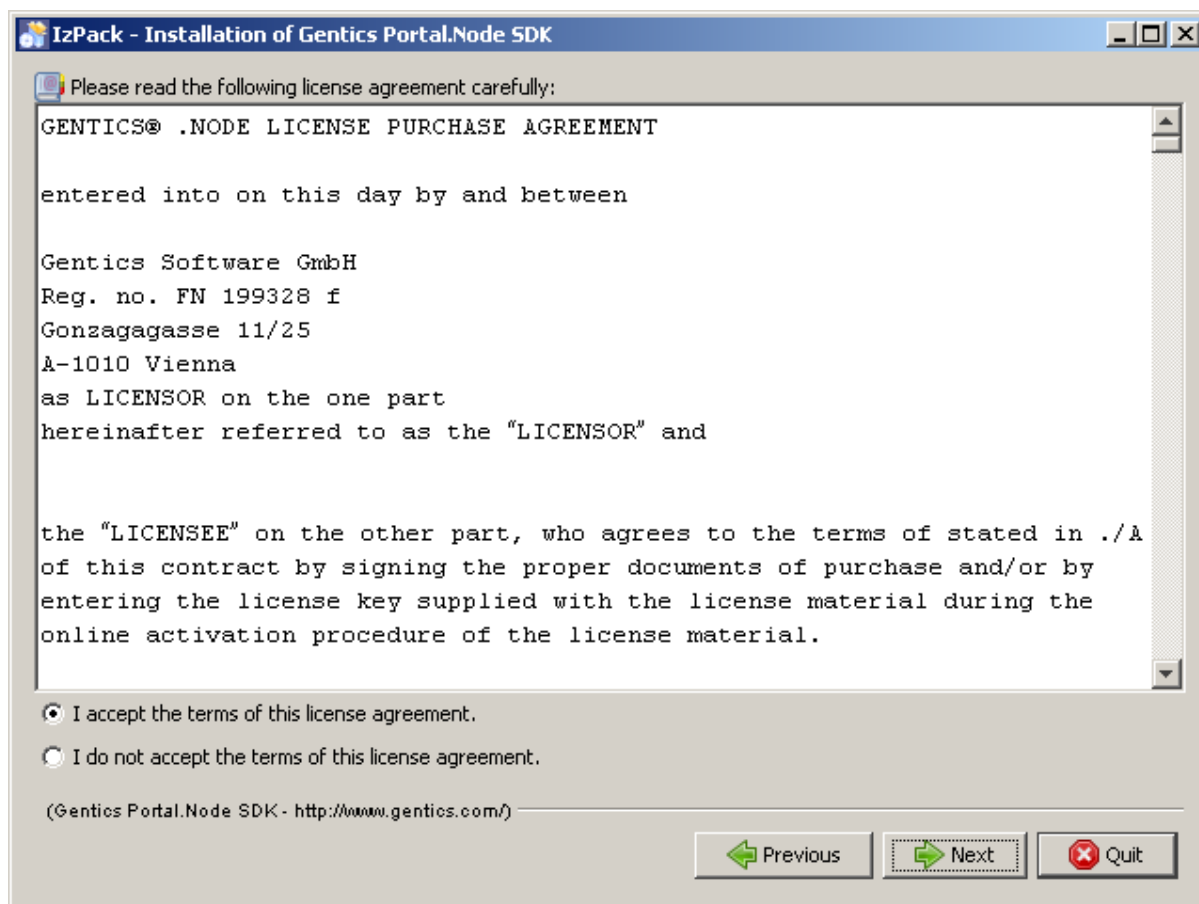 IzPack - Installation of Gentics Portal.Node SDK
Please read the following license agreement carefully:
GENTICS® .NODE LICENSE PURCHASE AGREEMENT
entered into on this day by and between
Gentics Software GmbH
Reg. no. FN 199328 f
Gonzagagasse 11/25
A-1010 Vienna
as LICENSOR on the one part
hereinafter referred to as the "LICENSOR" and
the "LICENSEE" on the other part, who agrees to the terms of stated in ./A
of this contract by signing the proper documents of purchase and/or by
entering the license key supplied with the license material during the
online activation procedure of the license material.
I accept the terms of this license agreement.
I do not accept the terms of this license agreement.
(Gentics Portal.Node SDK - http://www.gentics.com/)
Previous
Next
Quit